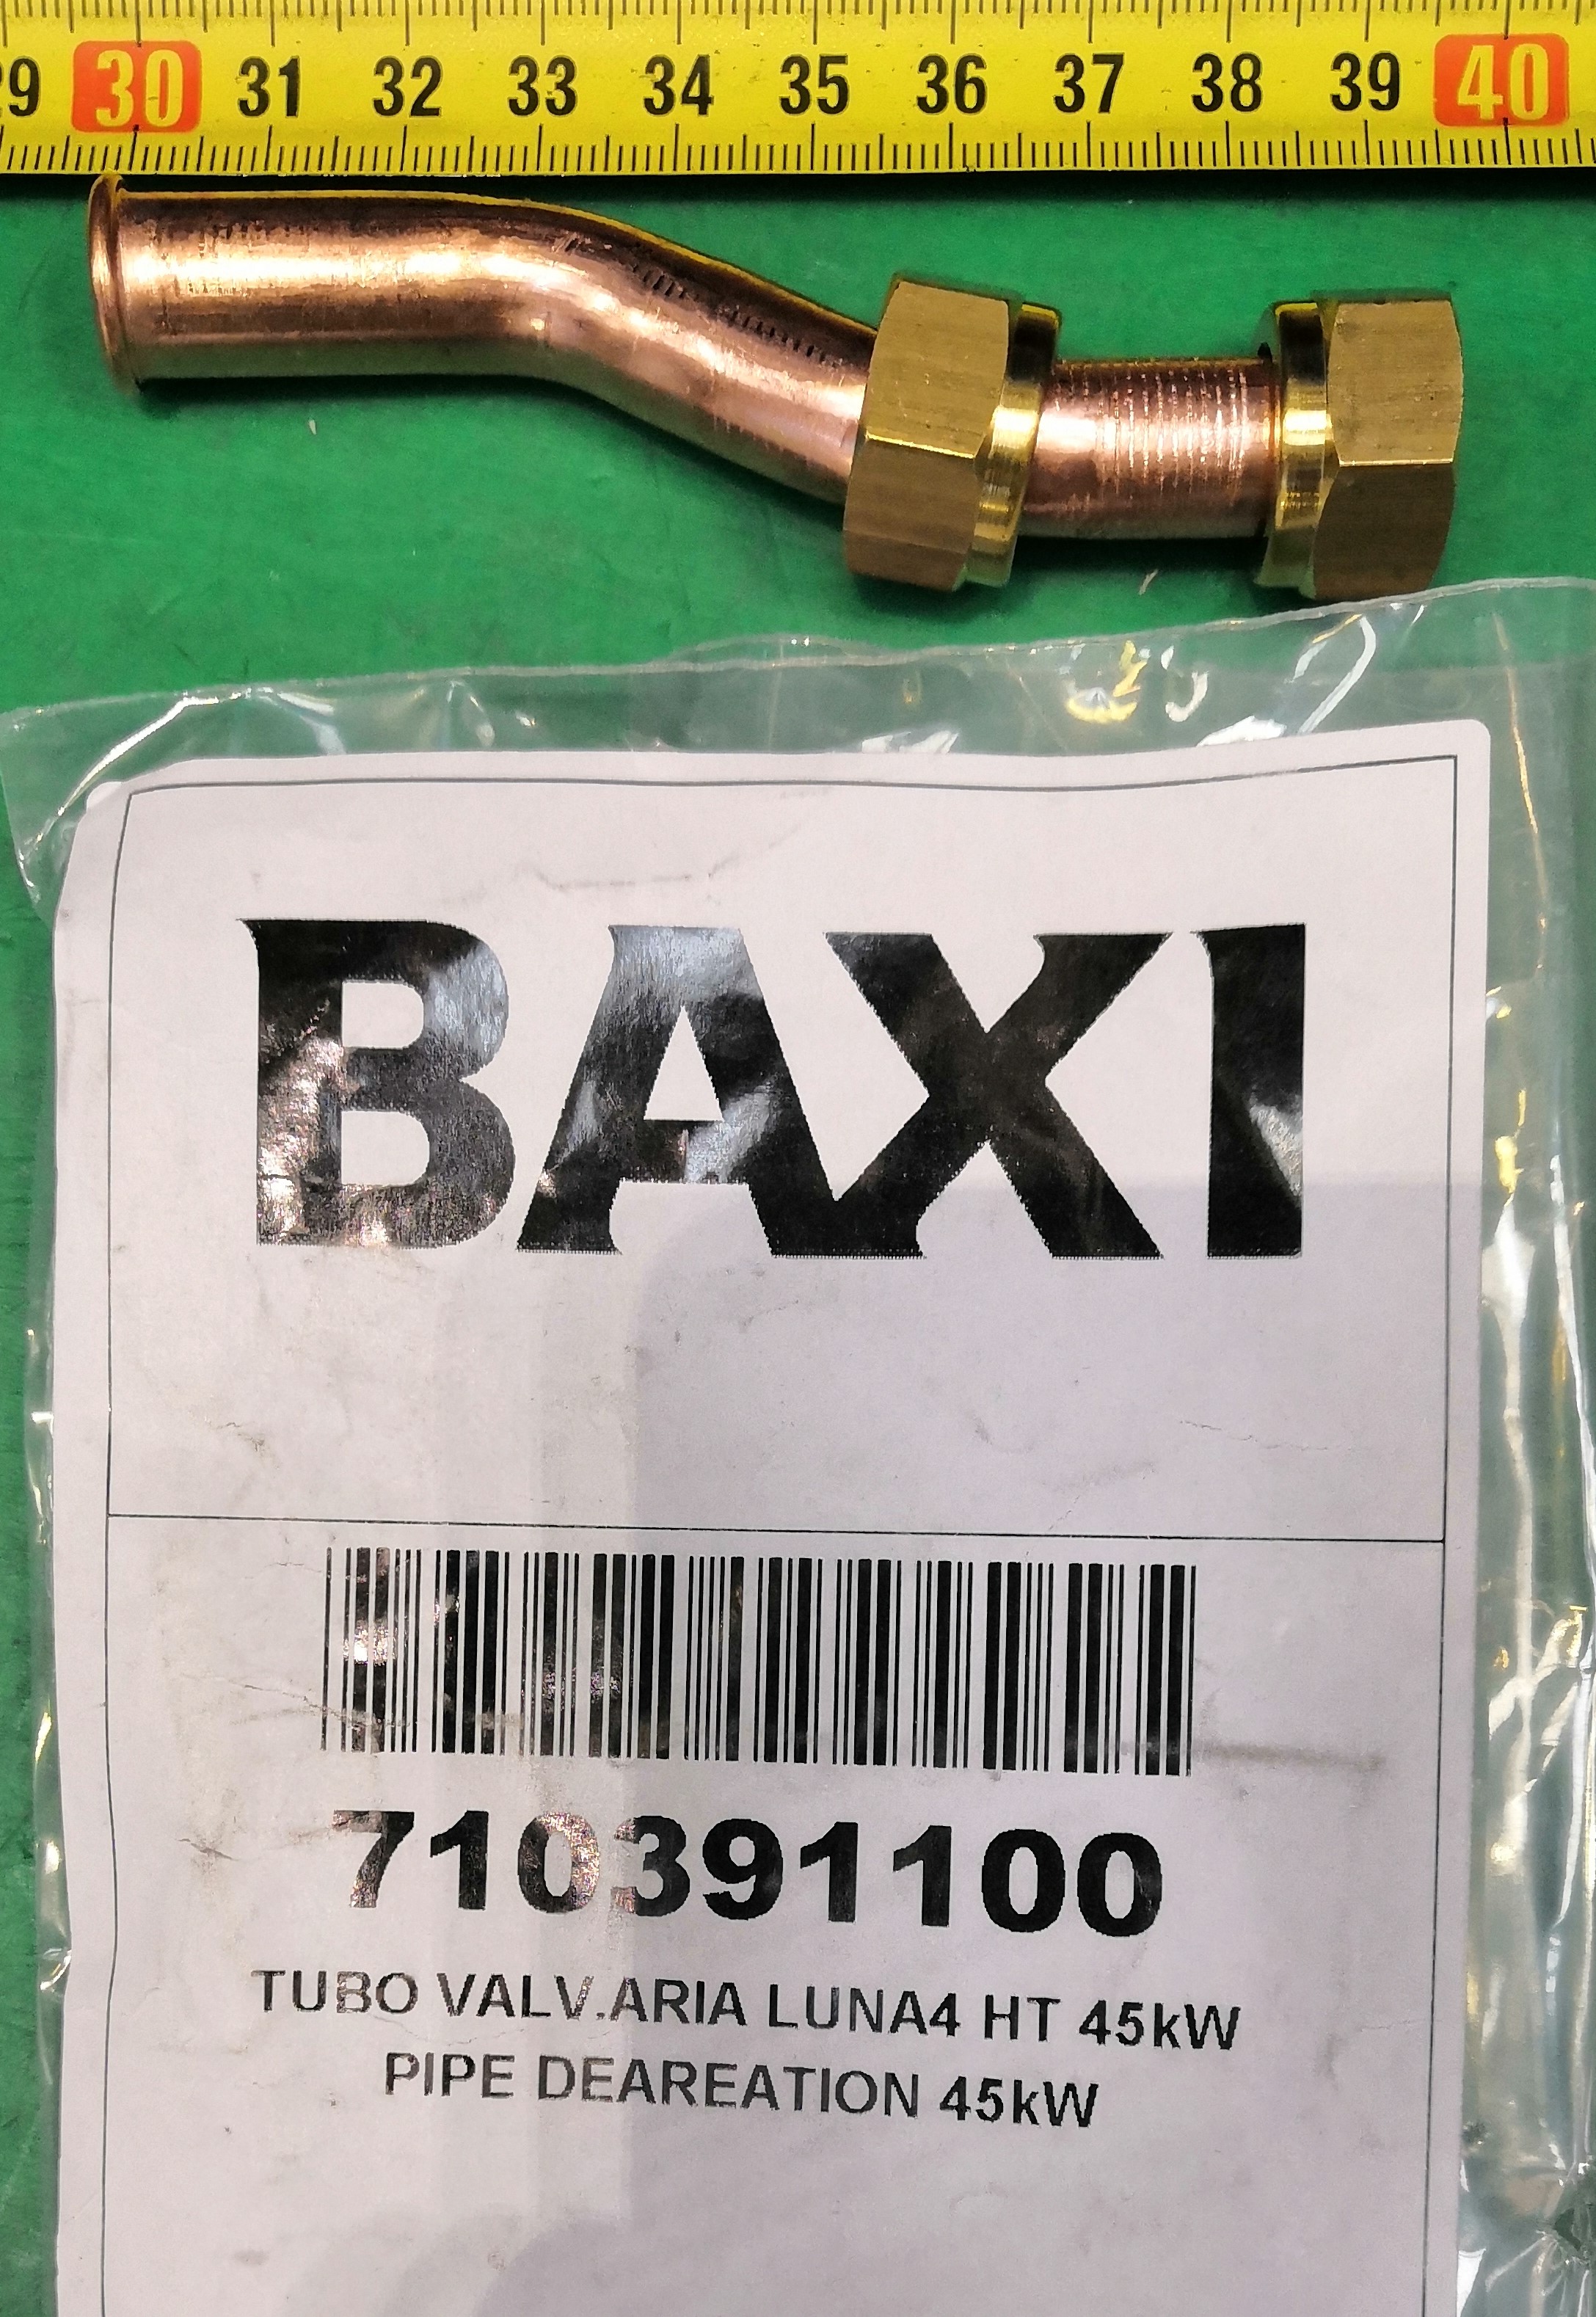 29 30 31 32 33 34 35 36 37 38 39 40
BAXI
710391100
TUBO VALV.ARIA LUNA4 HT 45kW
PIPE DEAREATION 45kW